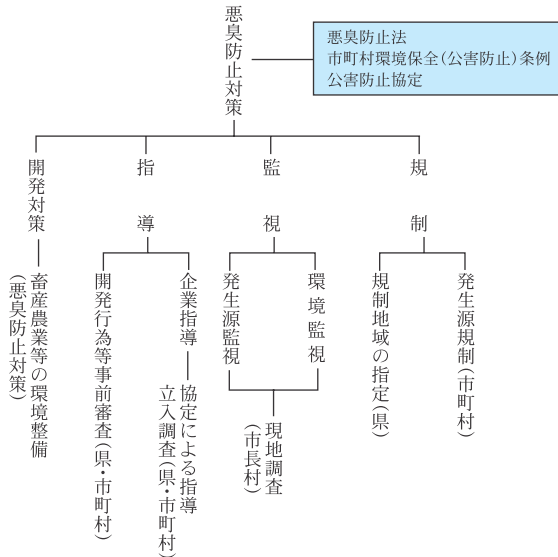 悪臭防止対策
悪臭防止法
市町村環境保全(公害防止)条例
公害防止協定
規制
監視
指導
開発対策
発生源規制(市町村)
規制地域の指定(県)
環境監視
発生源監視
現地調査
(市長村)
企業指導
協定による指導
立入調査(県・市町村)
開発行為等事前審査(県・市町村)
畜産農業等の環境整備
(悪臭防止対策)